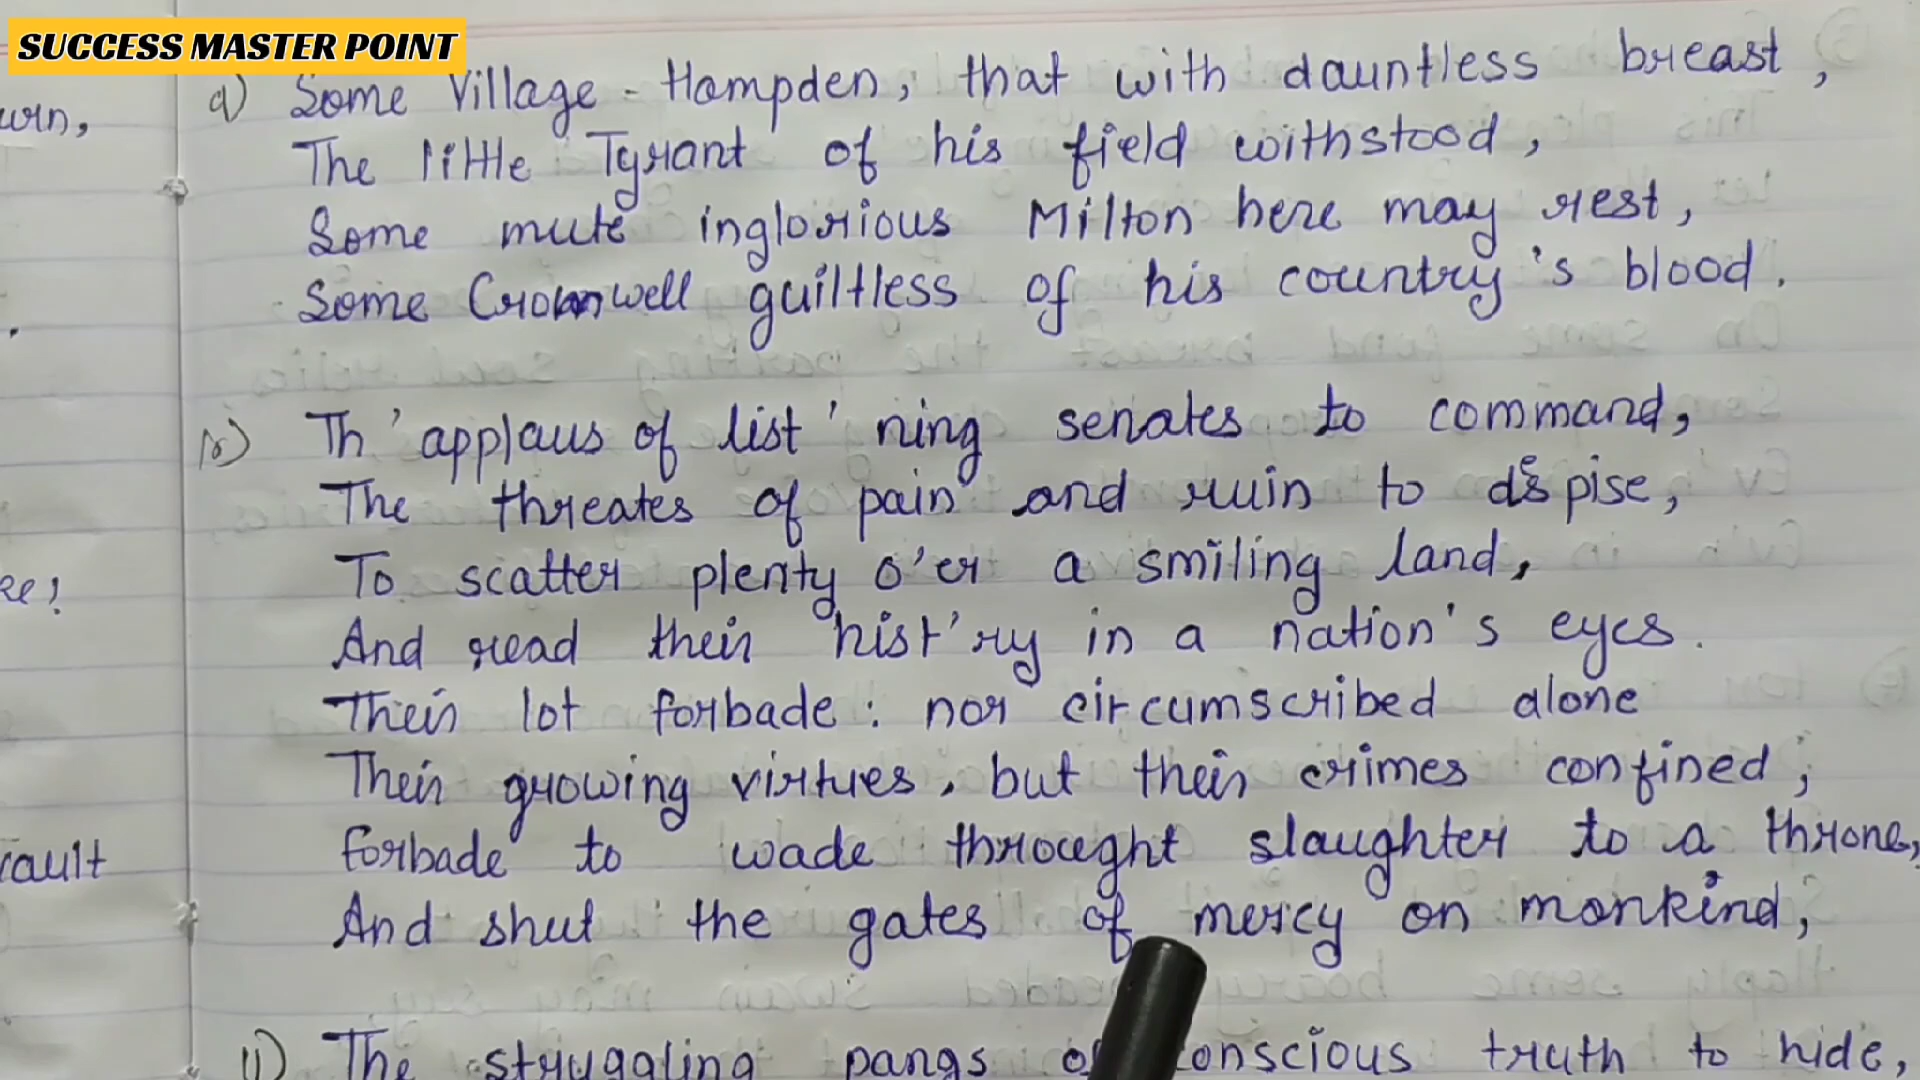 SUCCESS MASTER POINT
urn,
9) Some Village - Hampden, that with dauntless breast,
The little Tyrant of his field withstood,
Some mute inglorious Milton here may rest,
Some Cromwell guiltless of his country's blood.
10) Th' applaus of list'ning senates to command,
The threates of pain and ruin to despise,
To scatter plenty o'er a smiling land,
And read their hist'ry in a nation's eyes.
Their lot forbade: nor circumscribed alone
Their growing virtues, but their crimes confined;
forbade to wade throught slaughter to a throne,
rault
And shut the gates of mercy on mankind;
11) The struggling pangs of conscious truth to hide,